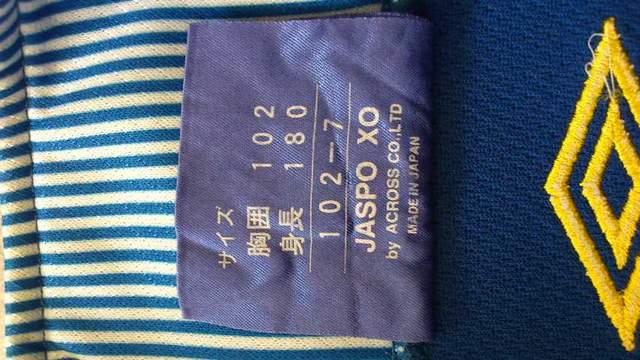 サイズ
胸囲 102
身長 180
102-7
JASPO XO
by ACROSS CO.,LTD
MADE IN JAPAN